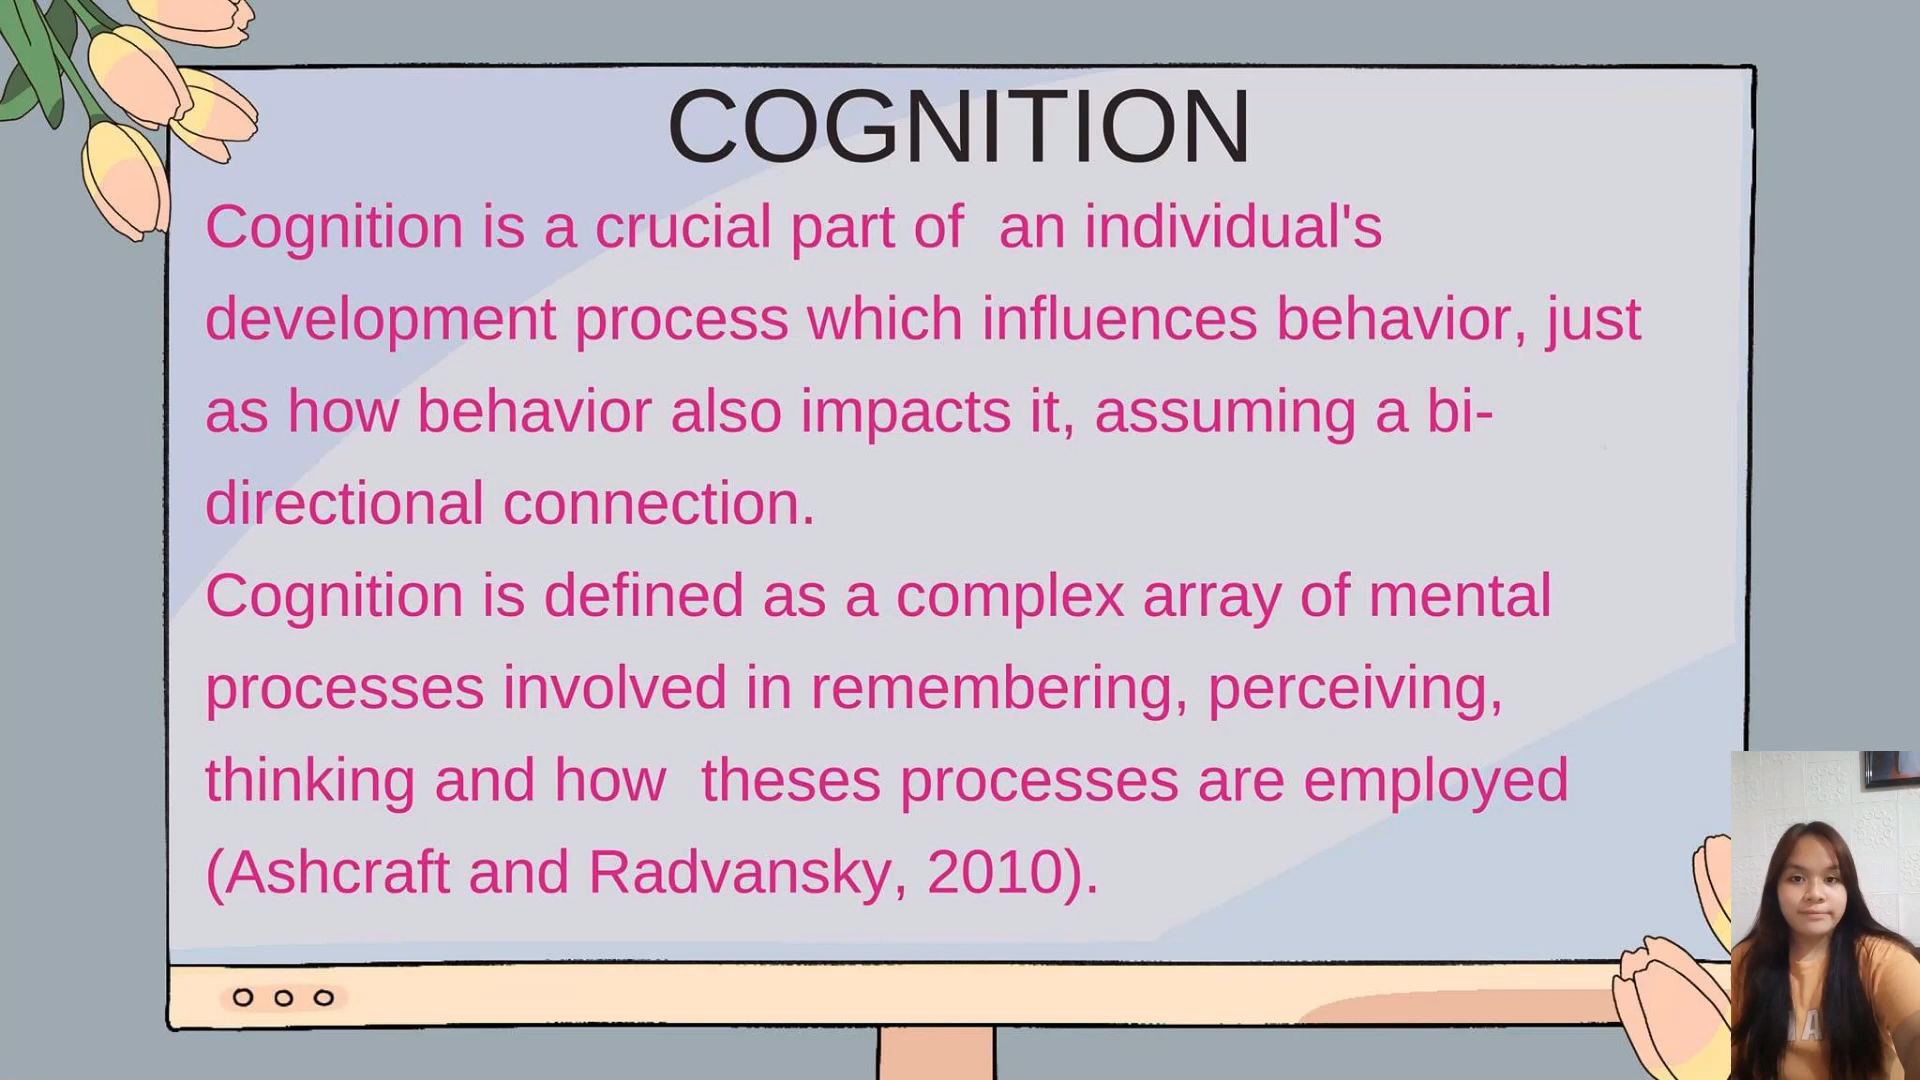 COGNITION
Cognition is a crucial part of  an individual's
development process which influences behavior, just
as how behavior also impacts it, assuming a bi-
directional connection.
Cognition is defined as a complex array of mental
processes involved in remembering, perceiving,
thinking and how  theses processes are employed
(Ashcraft and Radvansky, 2010).